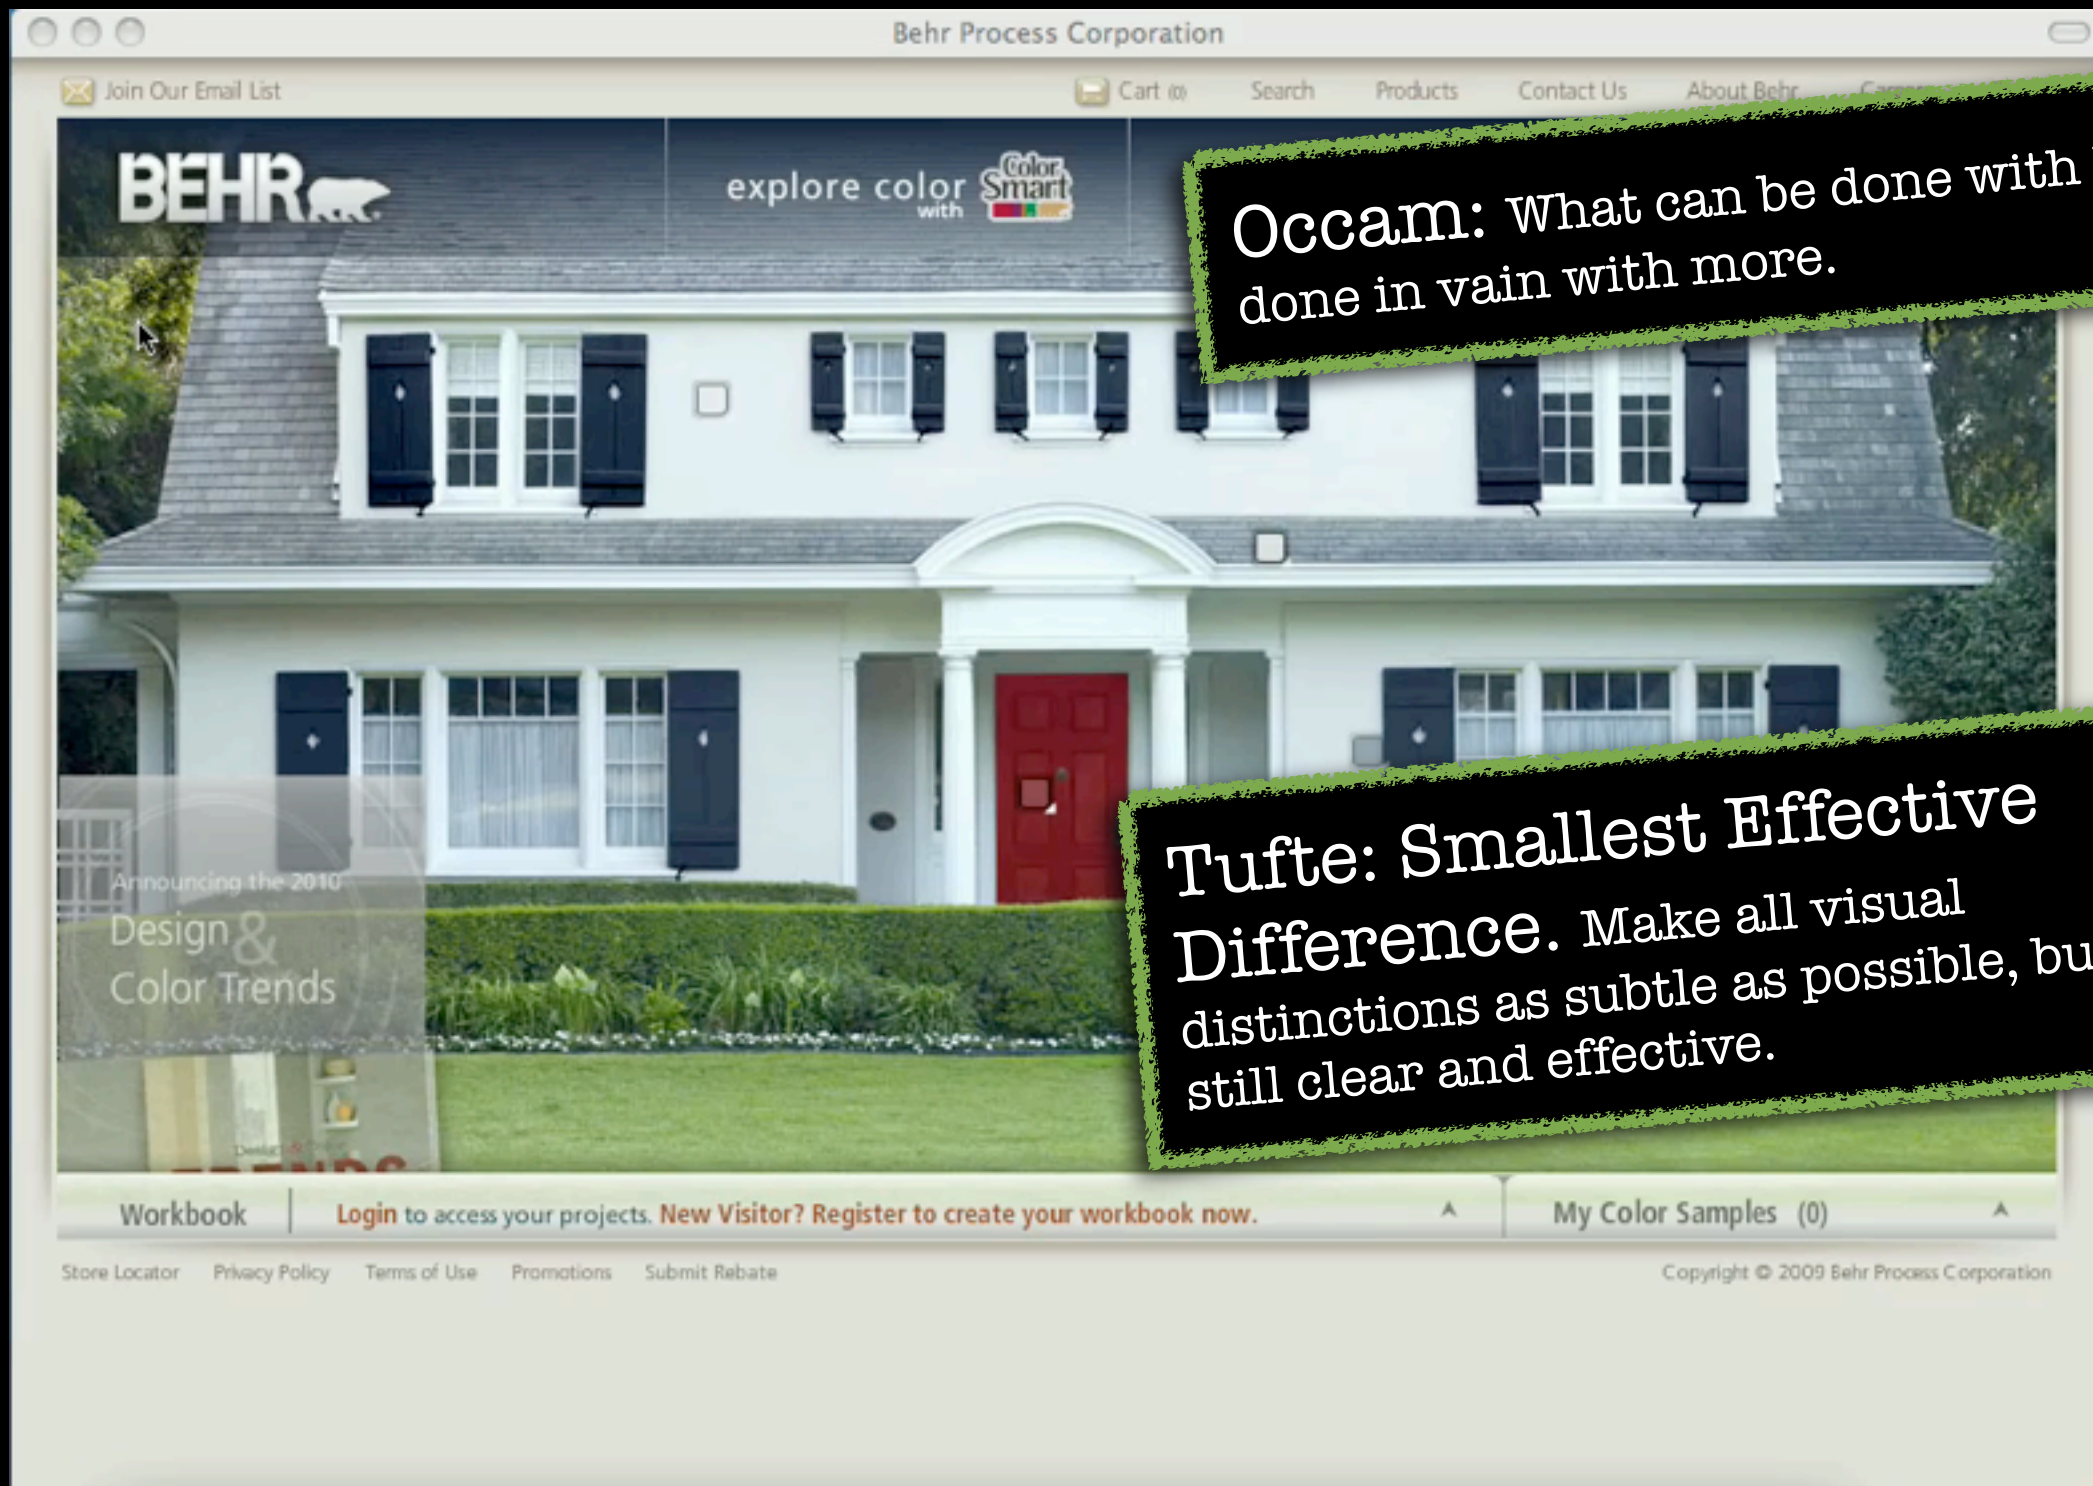 Behr Process Corporation
Join Our Email List
Cart (0) Search Products Contact Us About Behr
BEHR
explore color with Color Smart
Occam: What can be done with
done in vain with more.
Tufte: Smallest Effective
Difference. Make all visual
distinctions as subtle as possible, bu
still clear and effective.
Announcing the 2010
Design &
Color Trends
TRENDS
Workbook
Login to access your projects. New Visitor? Register to create your workbook now.
My Color Samples (0)
Store Locator Privacy Policy Terms of Use Promotions Submit Rebate
Copyright © 2009 Behr Process Corporation